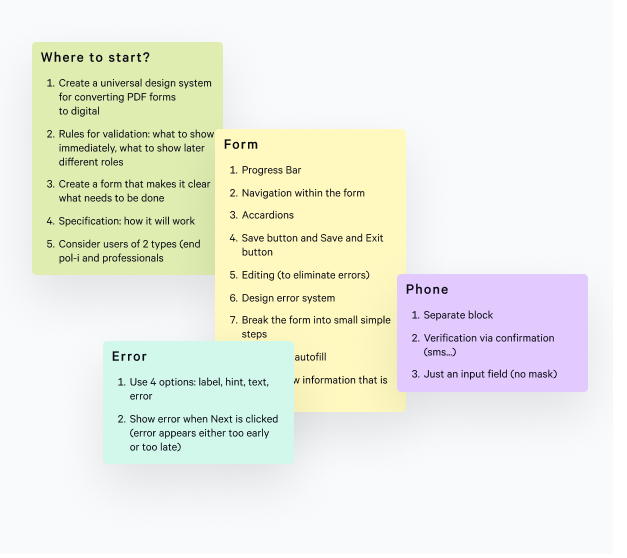 Where to start?
1. Create a universal design system
for converting PDF forms
to digital
2. Rules for validation: what to show
immediately, what to show later
different roles
3. Create a form that makes it clear
what needs to be done
4. Specification: how it will work
5. Consider users of 2 types (end
pol-i and professionals
Form
1. Progress Bar
2. Navigation within the form
3. Accardions
4. Save button and Save and Exit
button
5. Editing (to eliminate errors)
6. Design error system
7. Break the form into small simple
steps
autofill
information that is
Phone
1. Separate block
2. Verification via confirmation
(sms...)
3. Just an input field (no mask)
Error
1. Use 4 options: label, hint, text,
error
2. Show error when Next is clicked
(error appears either too early
or too late)